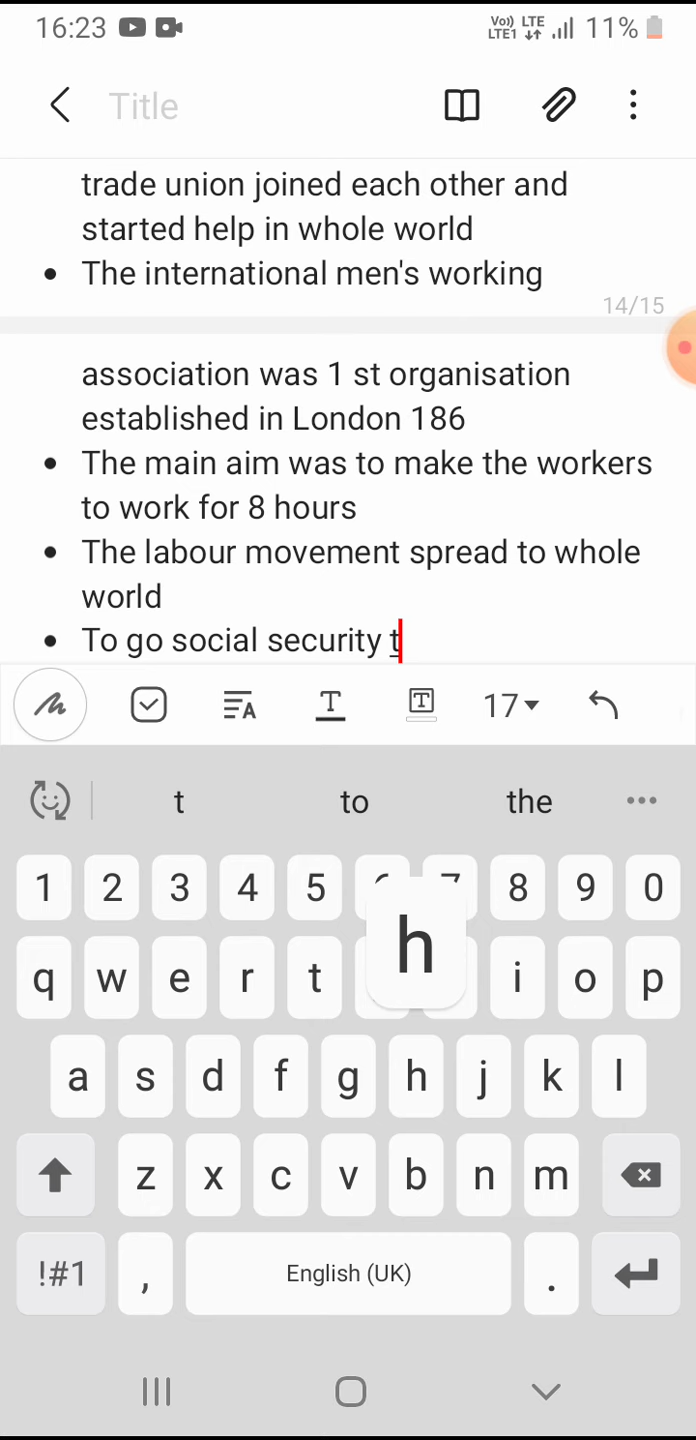 16:23 Vo)) LTE LTE1 11%
Title
trade union joined each other and
started help in whole world
• The international men's working
14/15
association was 1 st organisation
established in London 186
• The main aim was to make the workers
to work for 8 hours
• The labour movement spread to whole
world
• To go social security t
17
t to the
1 2 3 4 5 8 9 0
h
q w e r t i o p
a s d f g h j k l
z x c v b n m
!#1 , English (UK) .